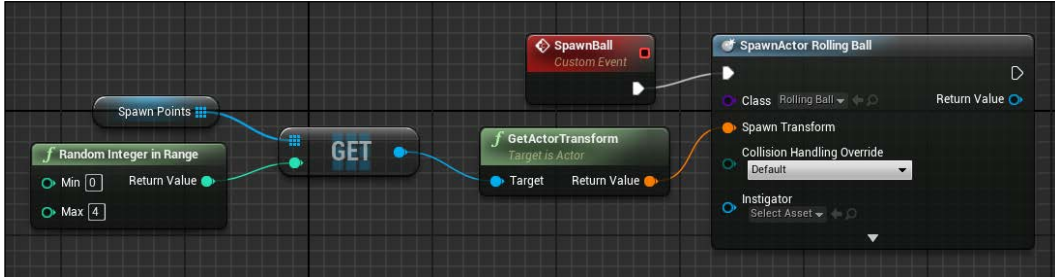 SpawnBall
Custom Event
SpawnActor Rolling Ball
Class Rolling Ball
Return Value
Spawn Transform
Collision Handling Override
Default
Instigator
Select Asset
Spawn Points
f Random Integer in Range
Min 0
Return Value
Max 4
GET
f GetActorTransform
Target is Actor
Target
Return Value